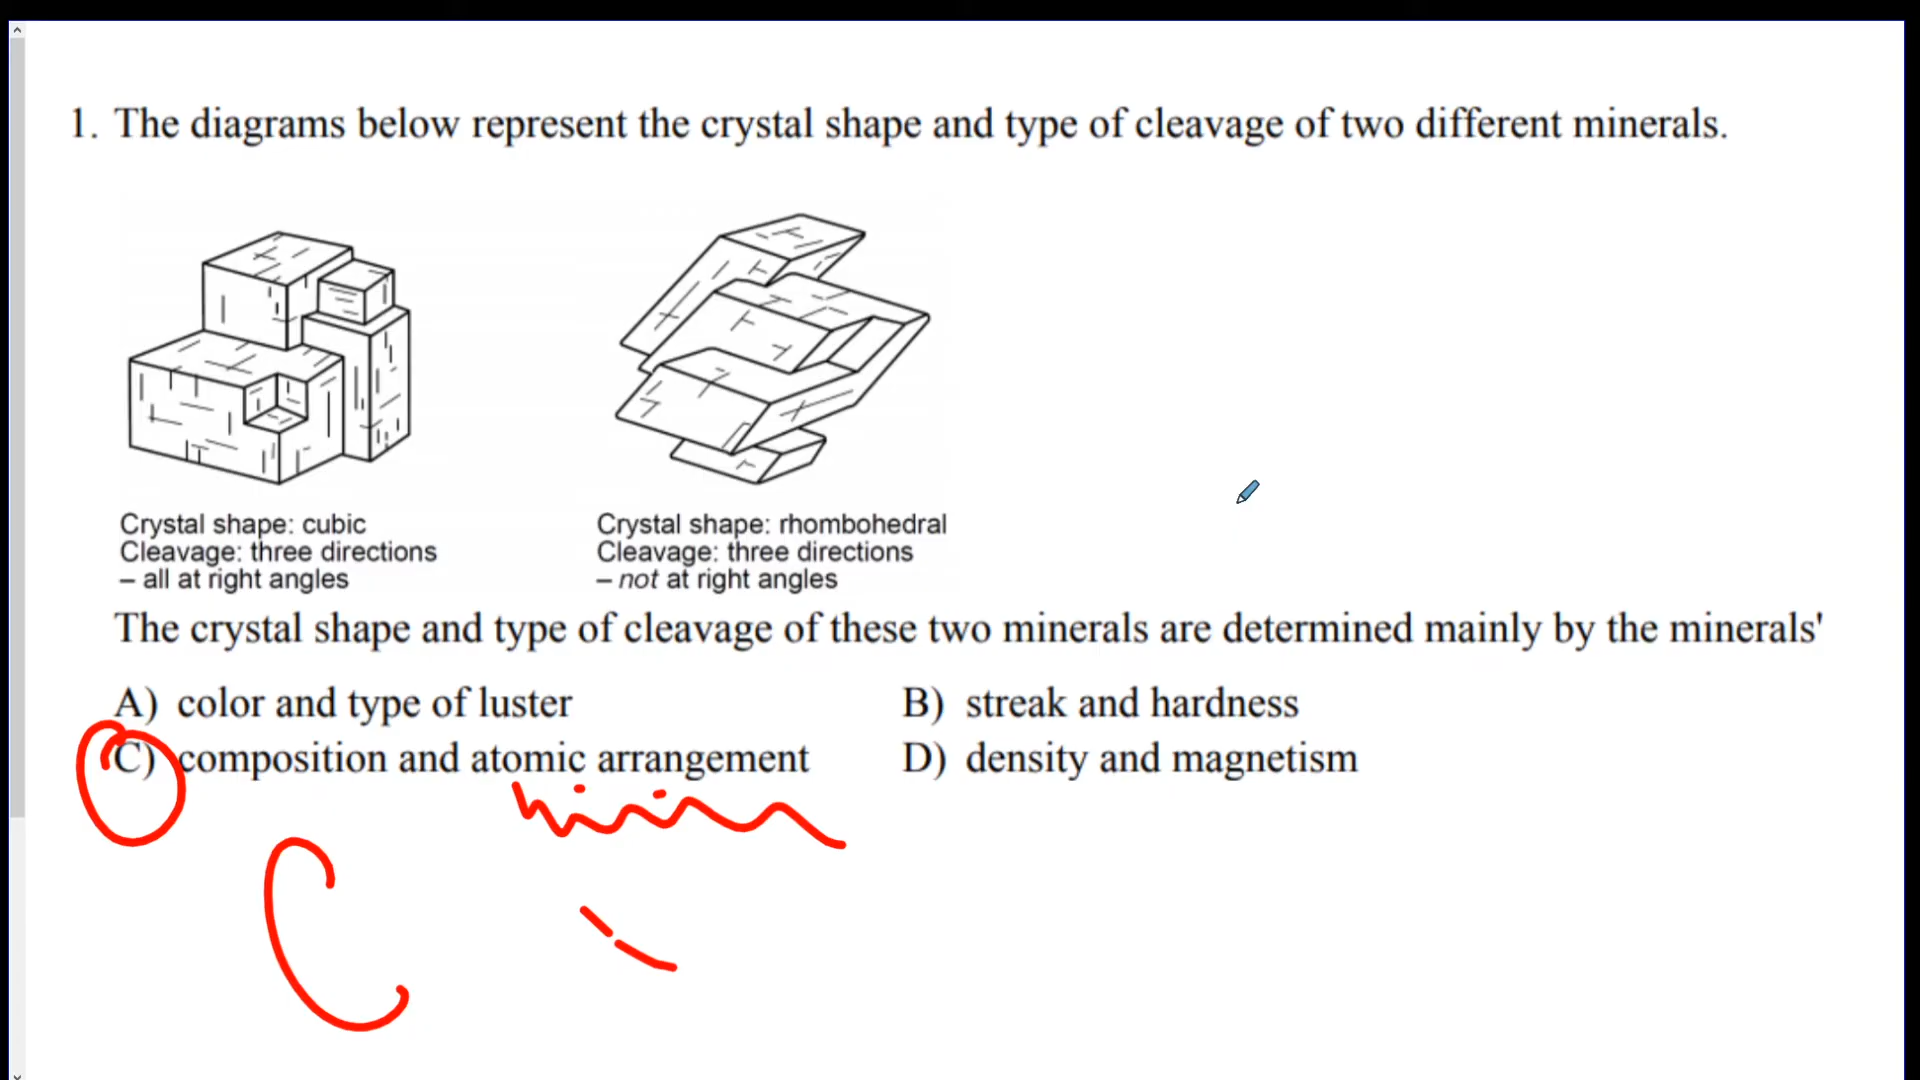 1. The diagrams below represent the crystal shape and type of cleavage of two different minerals.
Crystal shape: cubic
Cleavage: three directions
– all at right angles
Crystal shape: rhombohedral
Cleavage: three directions
– not at right angles
The crystal shape and type of cleavage of these two minerals are determined mainly by the minerals'
A) color and type of luster
B) streak and hardness
C) composition and atomic arrangement
D) density and magnetism
C